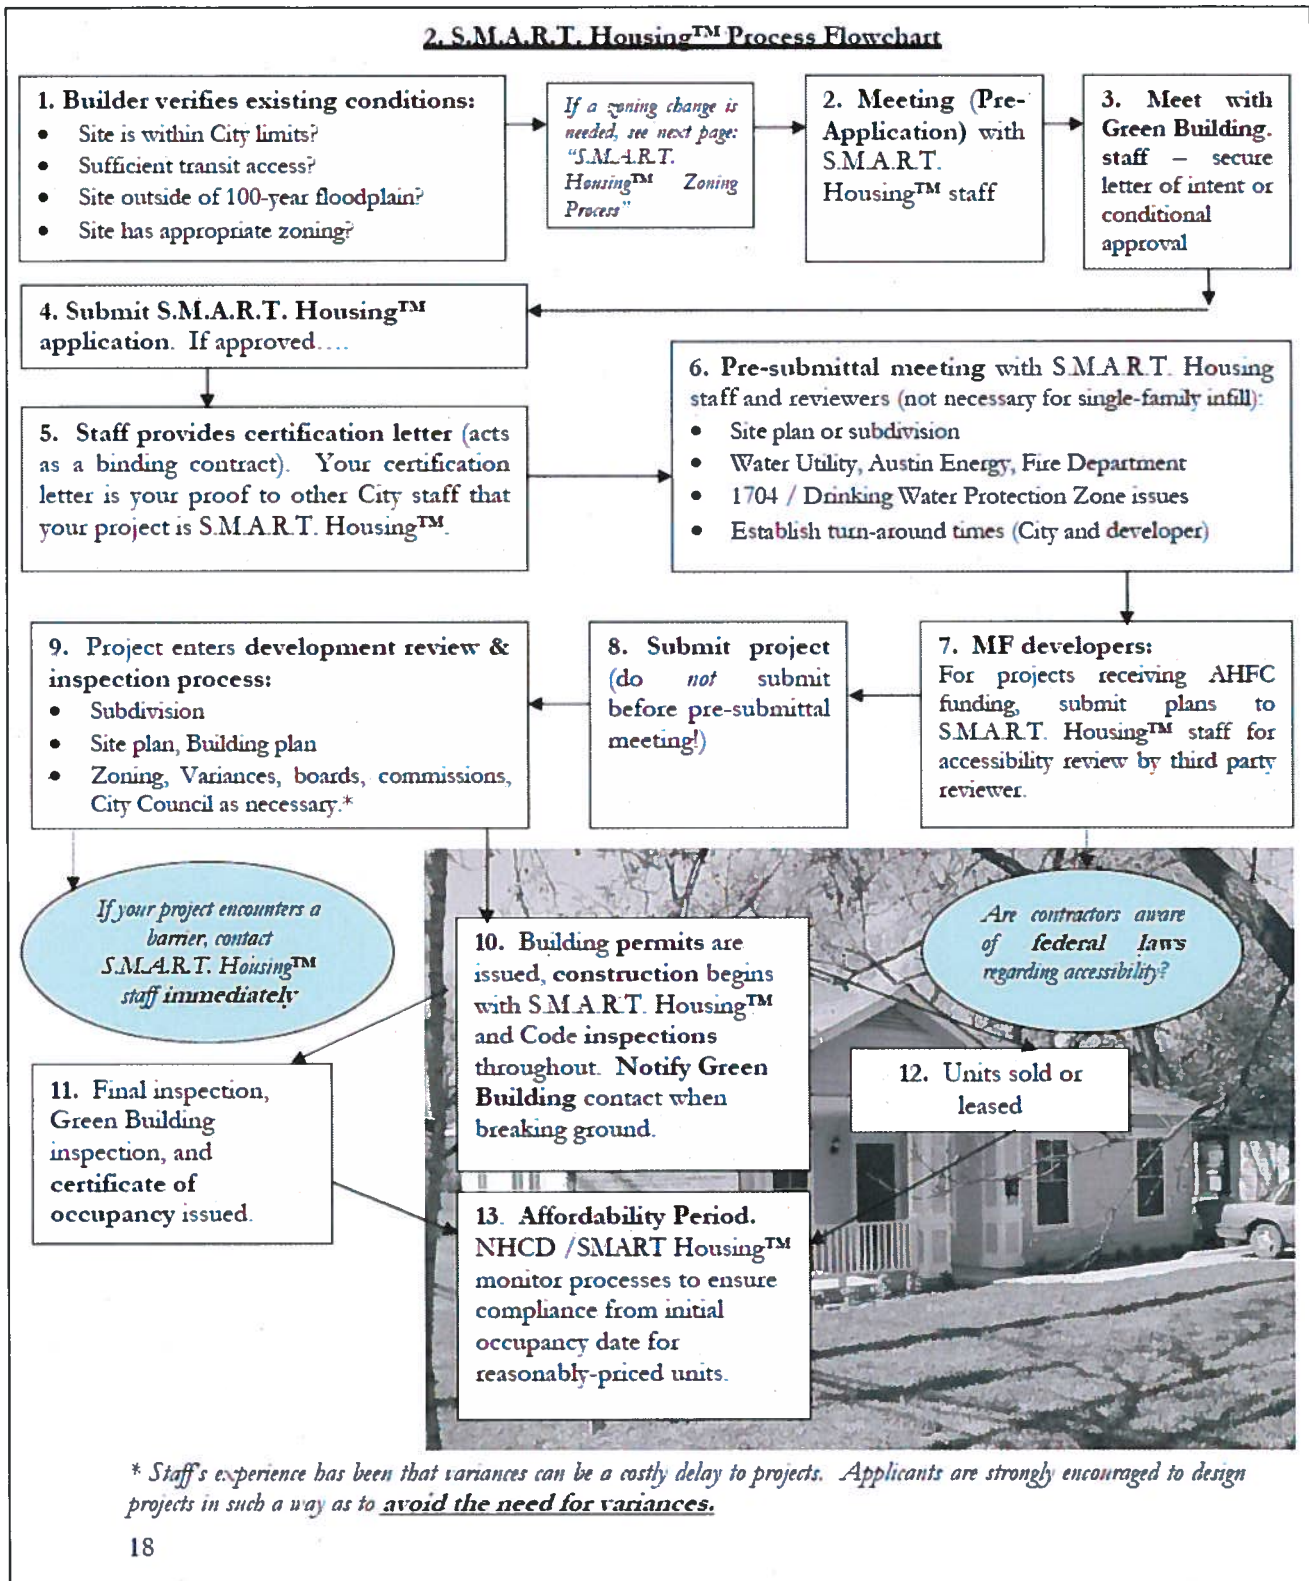 2. S.M.A.R.T. Housing™ Process Flowchart
1. Builder verifies existing conditions:
• Site is within City limits?
• Sufficient transit access?
• Site outside of 100-year floodplain?
• Site has appropriate zoning?
If a zoning change is
needed, see next page:
"S.M.A.R.T.
Housing™ Zoning
Process"
2. Meeting (Pre-
Application) with
S.M.A.R.T.
Housing™ staff
3. Meet with
Green Building.
staff – secure
letter of intent or
conditional
approval
4. Submit S.M.A.R.T. Housing™
application. If approved….
5. Staff provides certification letter (acts
as a binding contract). Your certification
letter is your proof to other City staff that
your project is S.M.A.R.T. Housing™.
6. Pre-submittal meeting with S.M.A.R.T. Housing
staff and reviewers (not necessary for single-family infill):
• Site plan or subdivision
• Water Utility, Austin Energy, Fire Department
• 1704 / Drinking Water Protection Zone issues
• Establish turn-around times (City and developer)
7. MF developers:
For projects receiving AHFC
funding, submit plans to
S.M.A.R.T. Housing™ staff for
accessibility review by third party
reviewer.
8. Submit project
(do not submit
before pre-submittal
meeting!)
9. Project enters development review &
inspection process:
• Subdivision
• Site plan, Building plan
• Zoning, Variances, boards, commissions,
City Council as necessary.*
If your project encounters a
barrier, contact
S.M.A.R.T. Housing™
staff immediately
Are contractors aware
of federal laws
regarding accessibility?
10. Building permits are
issued, construction begins
with S.M.A.R.T. Housing™
and Code inspections
throughout. Notify Green
Building contact when
breaking ground.
11. Final inspection,
Green Building
inspection, and
certificate of
occupancy issued.
12. Units sold or
leased
13. Affordability Period.
NHCD /SMART Housing™
monitor processes to ensure
compliance from initial
occupancy date for
reasonably-priced units.
* Staff's experience has been that variances can be a costly delay to projects. Applicants are strongly encouraged to design
projects in such a way as to avoid the need for variances.
18